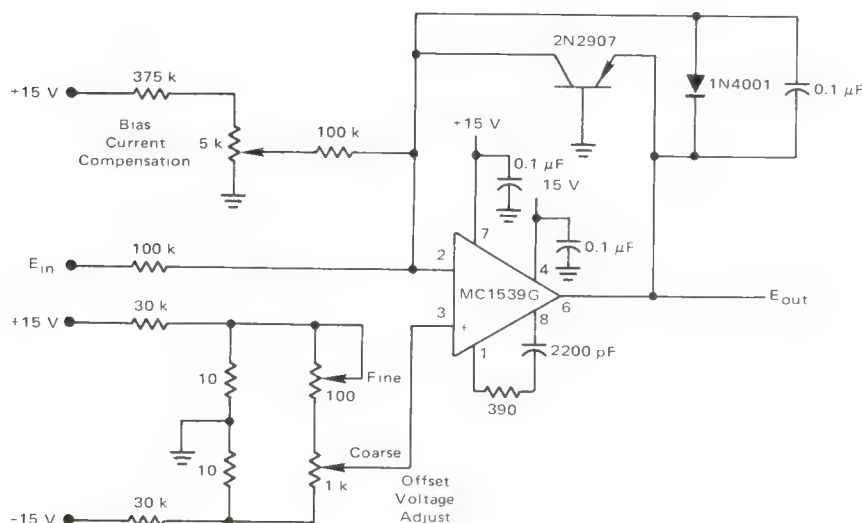 2N2907
1N4001
0.1 μF
375 k
+15 V
Bias
Current
Compensation
5 k
100 k
+15 V
0.1 μF
15 V
7
0.1 μF
4
E in
100 k
2
MC1539G
6
Eout
+15 V
30 k
3
+
8
1
2200 pF
390
10
Fine
100
10
Coarse
1 k
Offset
Voltage
Adjust
30 k
-15 V